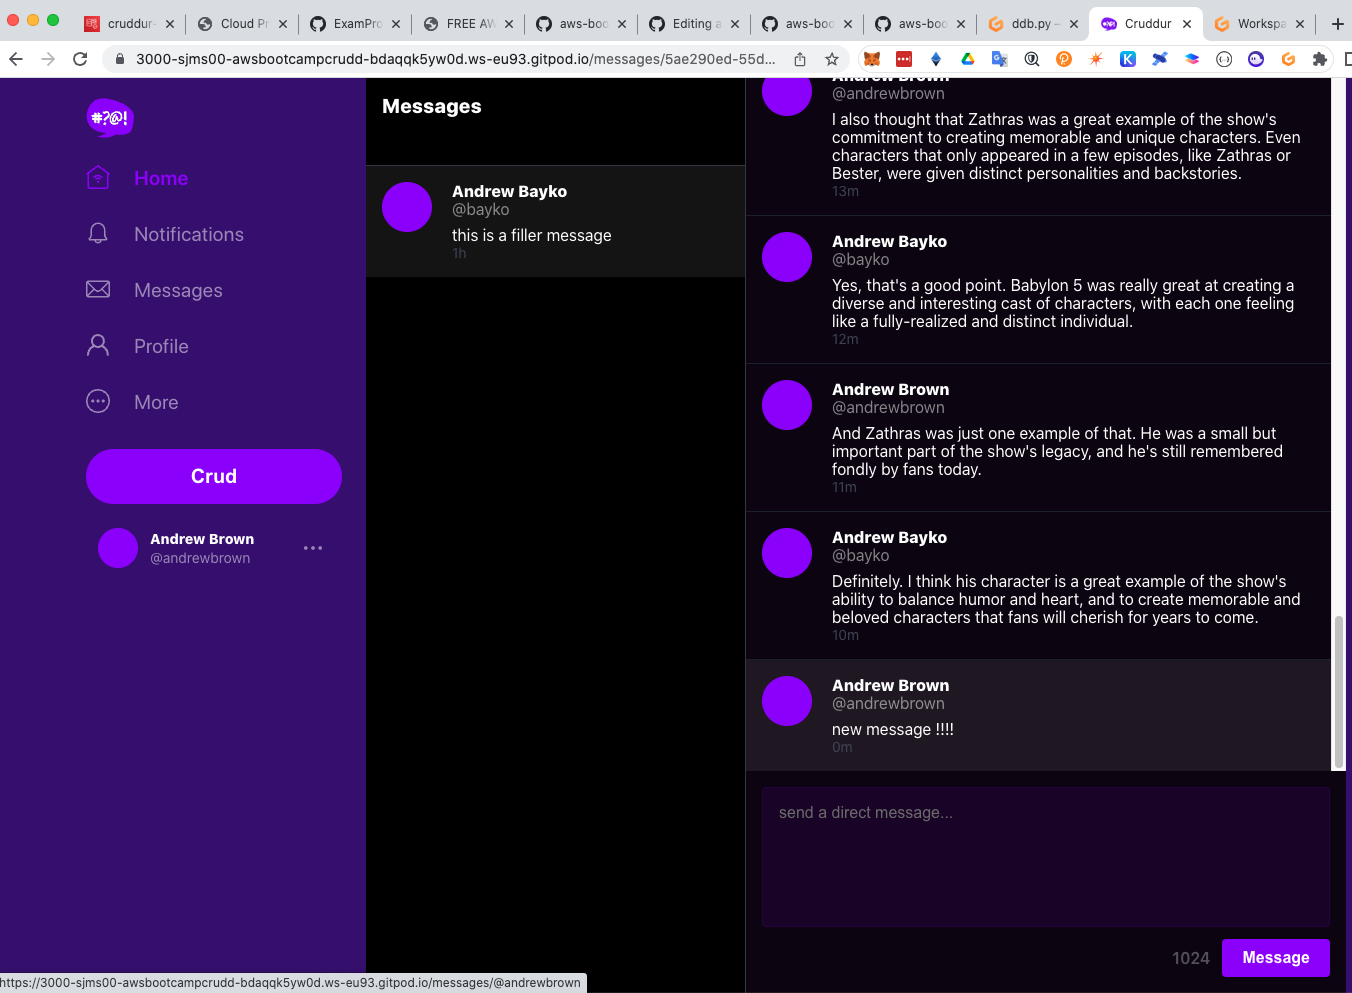 cruddur-
Cloud Pr
ExamPro
FREE AW
aws-boo
Editing a
aws-boo
aws-boo
ddb.py –
Cruddur
Workspa
3000-sjms00-awsbootcampcrudd-bdaqqk5yw0d.ws-eu93.gitpod.io/messages/5ae290ed-55d...
#?@!
Home
Notifications
Messages
Profile
More
Crud
Andrew Brown
@andrewbrown
Messages
Andrew Bayko
@bayko
this is a filler message
1h
Andrew Brown
@andrewbrown
I also thought that Zathras was a great example of the show's
commitment to creating memorable and unique characters. Even
characters that only appeared in a few episodes, like Zathras or
Bester, were given distinct personalities and backstories.
13m
Andrew Bayko
@bayko
Yes, that's a good point. Babylon 5 was really great at creating a
diverse and interesting cast of characters, with each one feeling
like a fully-realized and distinct individual.
12m
Andrew Brown
@andrewbrown
And Zathras was just one example of that. He was a small but
important part of the show's legacy, and he's still remembered
fondly by fans today.
11m
Andrew Bayko
@bayko
Definitely. I think his character is a great example of the show's
ability to balance humor and heart, and to create memorable and
beloved characters that fans will cherish for years to come.
10m
Andrew Brown
@andrewbrown
new message !!!!
0m
send a direct message...
1024
Message
https://3000-sjms00-awsbootcampcrudd-bdaqqk5yw0d.ws-eu93.gitpod.io/messages/@andrewbrown